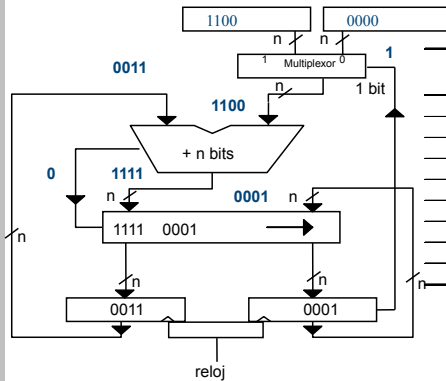 1100 0000
n n
1 Multiplexor 0 1
0011 n 1 bit
1100
+ n bits
0 1111 0001
n n
1111 0001
n n n n
0011 0001
reloj